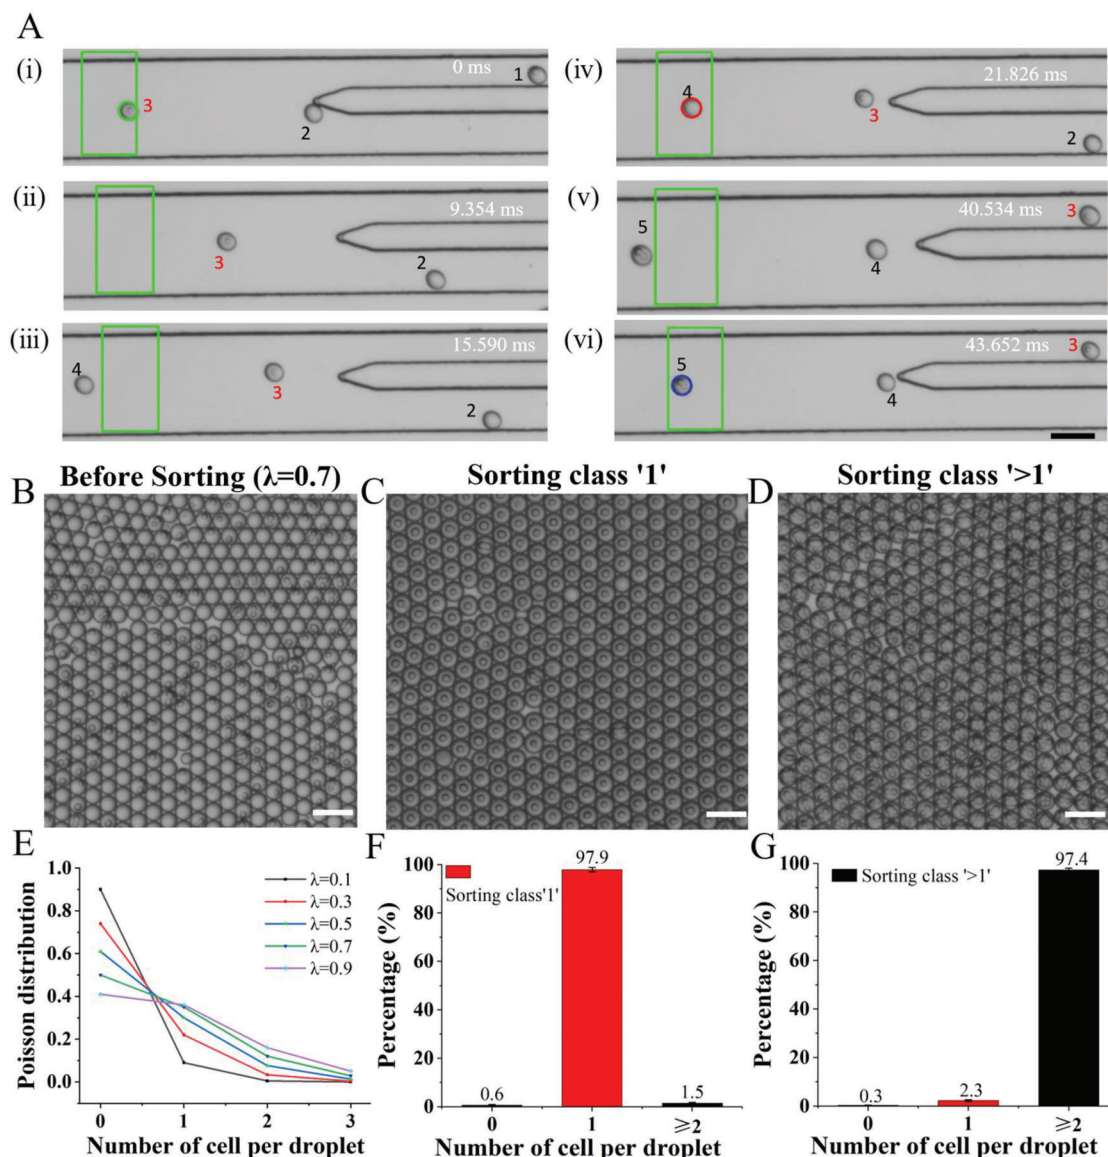 A
(i)
0 ms
1
3
2
(ii)
9.354 ms
3
2
(iii)
15.590 ms
4
3
2
(iv)
21.826 ms
4
3
2
(v)
40.534 ms
3
5
4
(vi)
43.652 ms
3
5
4
Before Sorting (λ=0.7)
Sorting class '1'
Sorting class '>1'
B
C
D
E
Poisson distribution
1.0
0.8
0.6
0.4
0.2
0.0
λ=0.1
λ=0.3
λ=0.5
λ=0.7
λ=0.9
0 1 2 3
Number of cell per droplet
F
Percentage (%)
100
80
60
40
20
0
Sorting class'1'
0.6
97.9
1.5
0 1 ⩾2
Number of cell per droplet
G
Percentage (%)
100
80
60
40
20
0
Sorting class '>1'
0.3
2.3
97.4
0 1 ⩾2
Number of cell per droplet